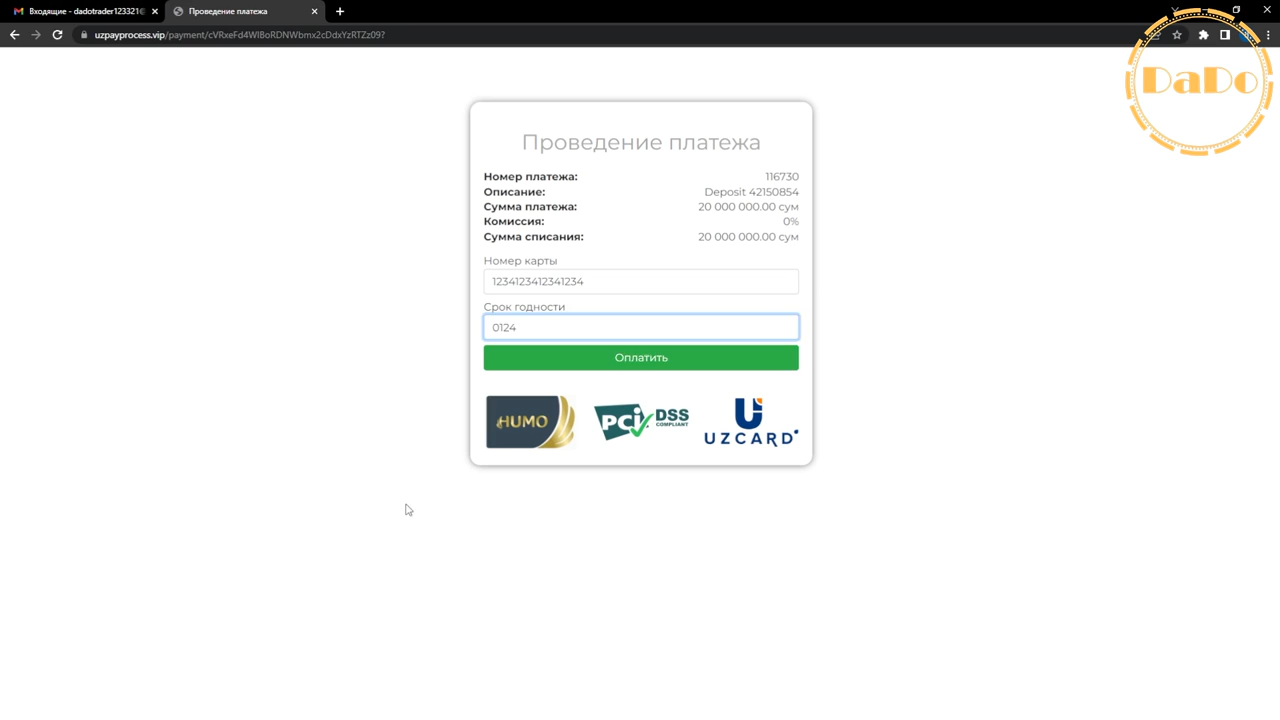 Входящие - dadotrader123321@
Проведение платежа
uzpayprocess.vip/payment/cVRxeFd4WlBoRDNWbmx2cDdxYzRTZz09?
DaDo
Проведение платежа
Номер платежа: 116730
Описание: Deposit 42150854
Сумма платежа: 20 000 000.00 сум
Комиссия: 0%
Сумма списания: 20 000 000.00 сум
Номер карты
1234123412341234
Срок годности
0124
Оплатить
HUMO
PCi DSS
COMPLIANT
UZCARD